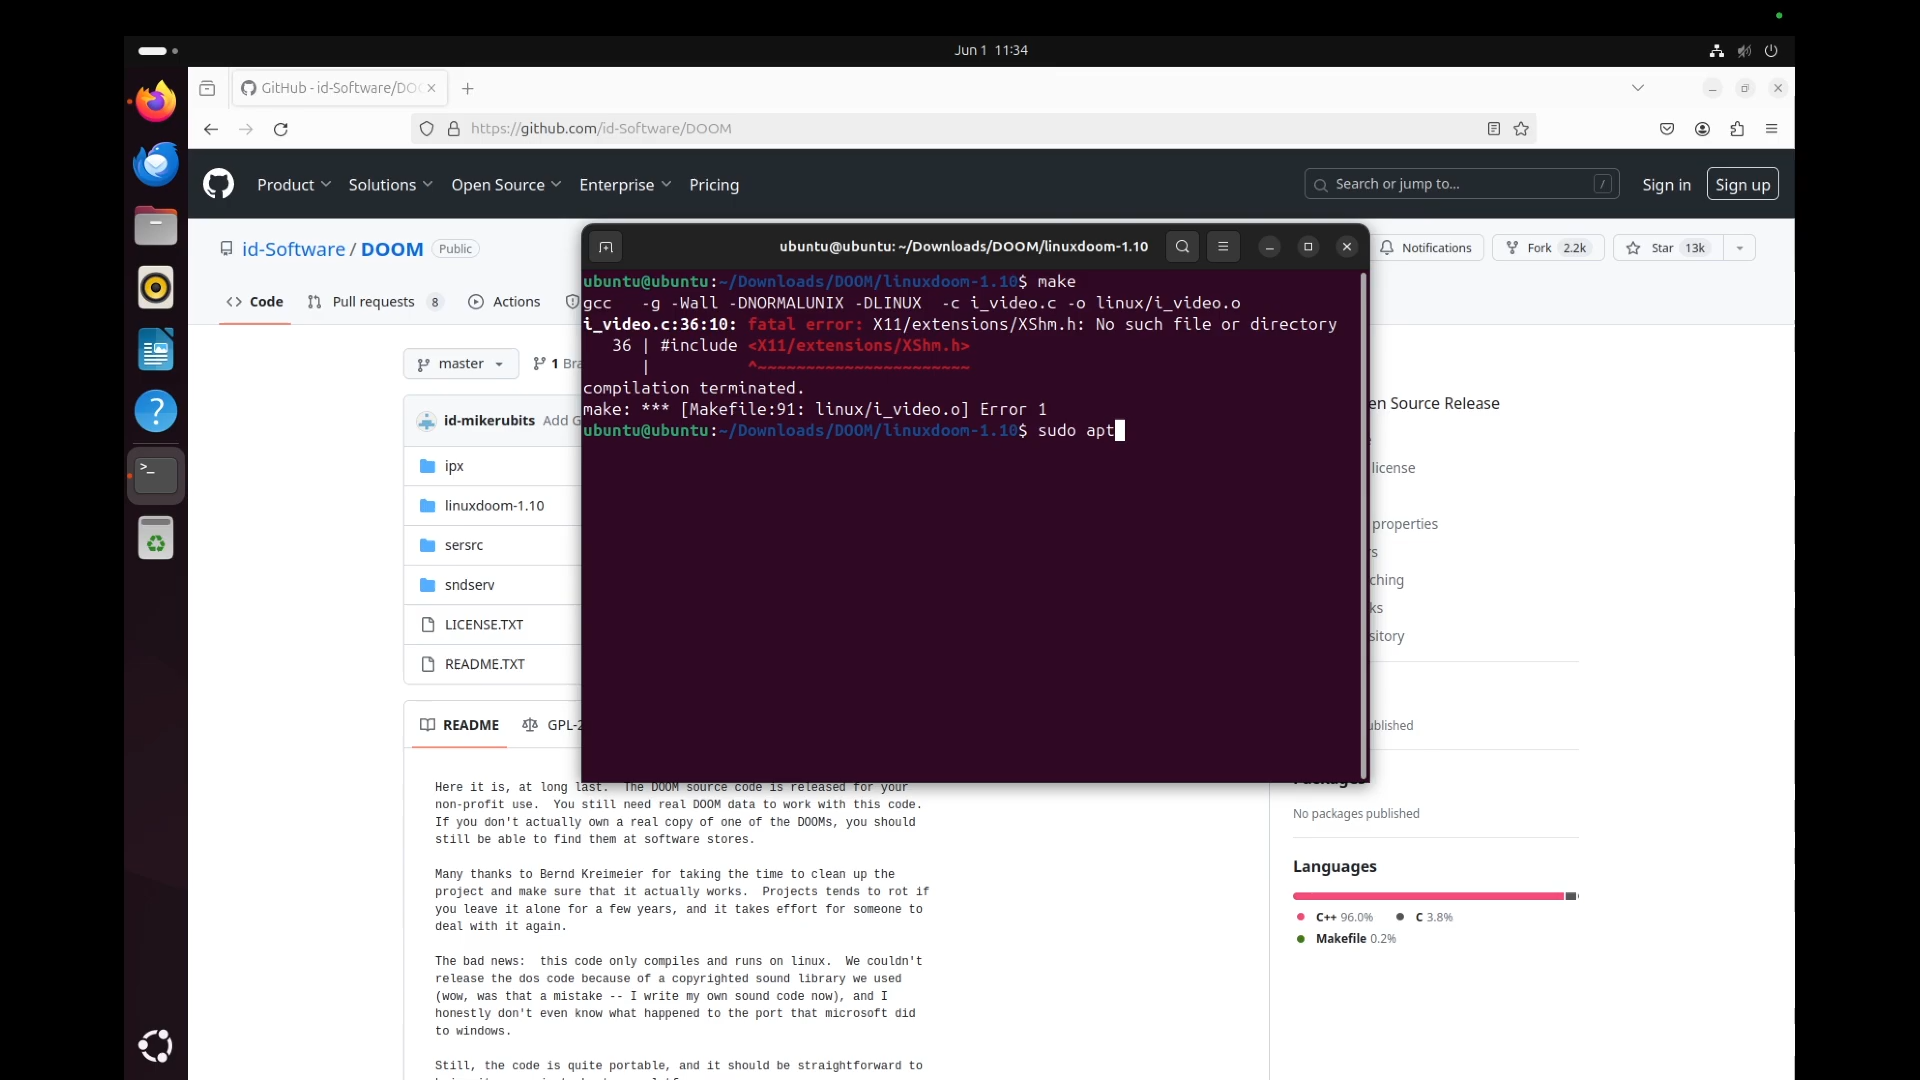 Jun 1 11:34
GitHub - id-Software/DO
https://github.com/id-Software/DOOM
Product Solutions Open Source Enterprise Pricing
Search or jump to... /
Sign in Sign up
id-Software / DOOM Public
Notifications Fork 2.2k Star 13k
Code Pull requests 8 Actions
ubuntu@ubuntu: ~/Downloads/DOOM/linuxdoom-1.10
ubuntu@ubuntu:~/Downloads/DOOM/linuxdoom-1.10$ make
gcc -g -Wall -DNORMALUNIX -DLINUX -c i_video.c -o linux/i_video.o
i_video.c:36:10: fatal error: X11/extensions/XShm.h: No such file or directory
36 | #include <X11/extensions/XShm.h>
| ^~~~~~~~~~~~~~~~~~~~~~~
compilation terminated.
make: *** [Makefile:91: linux/i_video.o] Error 1
ubuntu@ubuntu:~/Downloads/DOOM/linuxdoom-1.10$ sudo apt
master 1 Bra
id-mikerubits Add G
ipx
linuxdoom-1.10
sersrc
sndserv
LICENSE.TXT
README.TXT
README GPL-2
Here it is, at long last. The DOOM source code is released for your
non-profit use. You still need real DOOM data to work with this code.
If you don't actually own a real copy of one of the DOOMs, you should
still be able to find them at software stores.
Many thanks to Bernd Kreimeier for taking the time to clean up the
project and make sure that it actually works. Projects tends to rot if
you leave it alone for a few years, and it takes effort for someone to
deal with it again.
The bad news: this code only compiles and runs on linux. We couldn't
release the dos code because of a copyrighted sound library we used
(wow, was that a mistake -- I write my own sound code now), and I
honestly don't even know what happened to the port that microsoft did
to windows.
Still, the code is quite portable, and it should be straightforward to
en Source Release
license
properties
rs
ching
ks
sitory
ublished
Packages
No packages published
Languages
C++ 96.0% C 3.8%
Makefile 0.2%